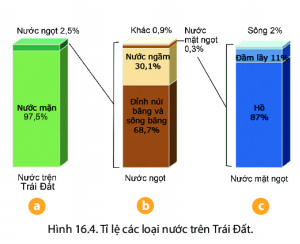 Nước ngọt 2,5%
Nước mặn
97,5%
Nước trên
Trái Đất
a
Khác 0,9%
Nước
mặt ngọt
0,3%
Nước ngầm
30,1%
Đỉnh núi
băng và
sông băng
68,7%
Nước ngọt
b
Sông 2%
Đầm lầy 11%
Hồ
87%
Nước mặt ngọt
c
Hình 16.4. Tỉ lệ các loại nước trên Trái Đất.